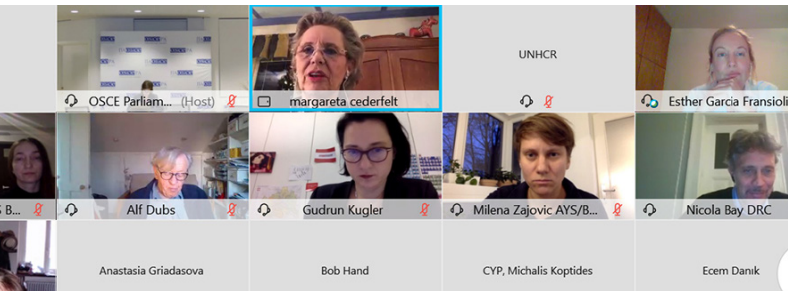 UNHCR
OSCE Parliam... (Host)
margareta cederfelt
Esther Garcia Fransioli
B...
Alf Dubs
Gudrun Kugler
Milena Zajovic AYS/B...
Nicola Bay DRC
Anastasia Griadasova
Bob Hand
CYP, Michalis Koptides
Ecem Danık